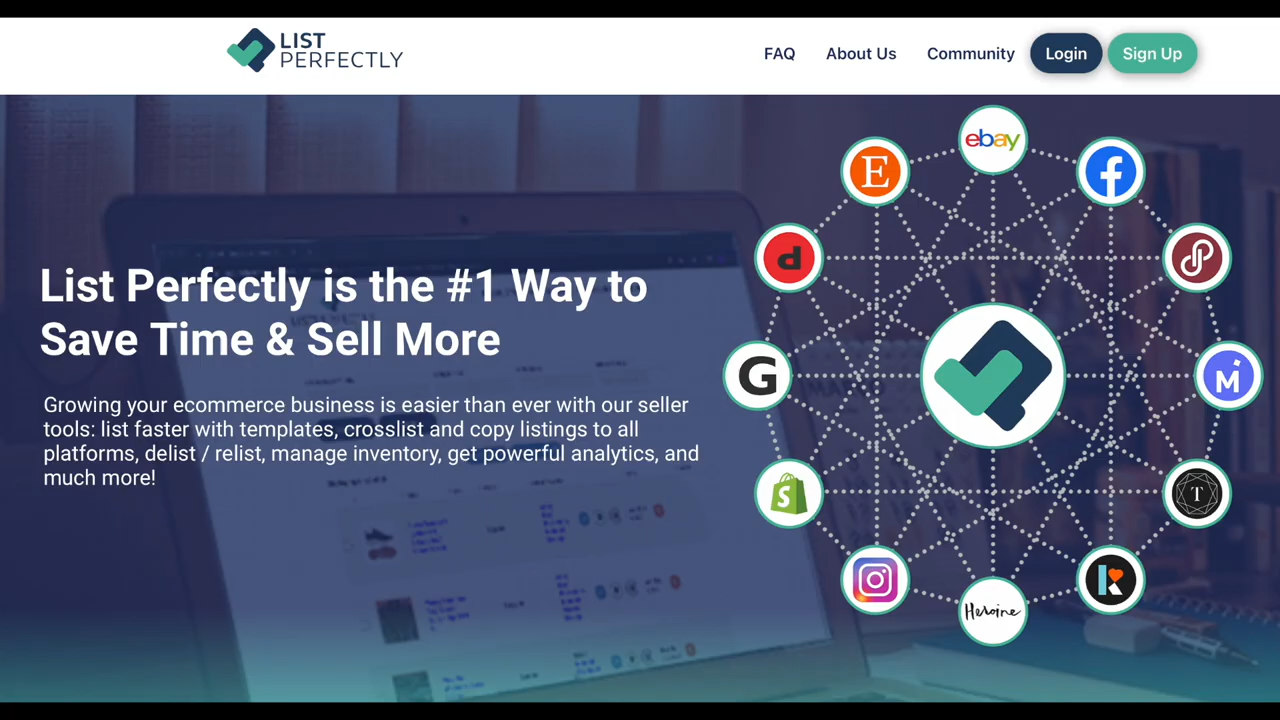 LIST
PERFECTLY
FAQ
About Us
Community
Login
Sign Up
List Perfectly is the #1 Way to
Save Time & Sell More
Growing your ecommerce business is easier than ever with our seller
tools: list faster with templates, crosslist and copy listings to all
platforms, delist / relist, manage inventory, get powerful analytics, and
much more!
ebay
E
f
d
P
G
M
S
T
k
Heroine